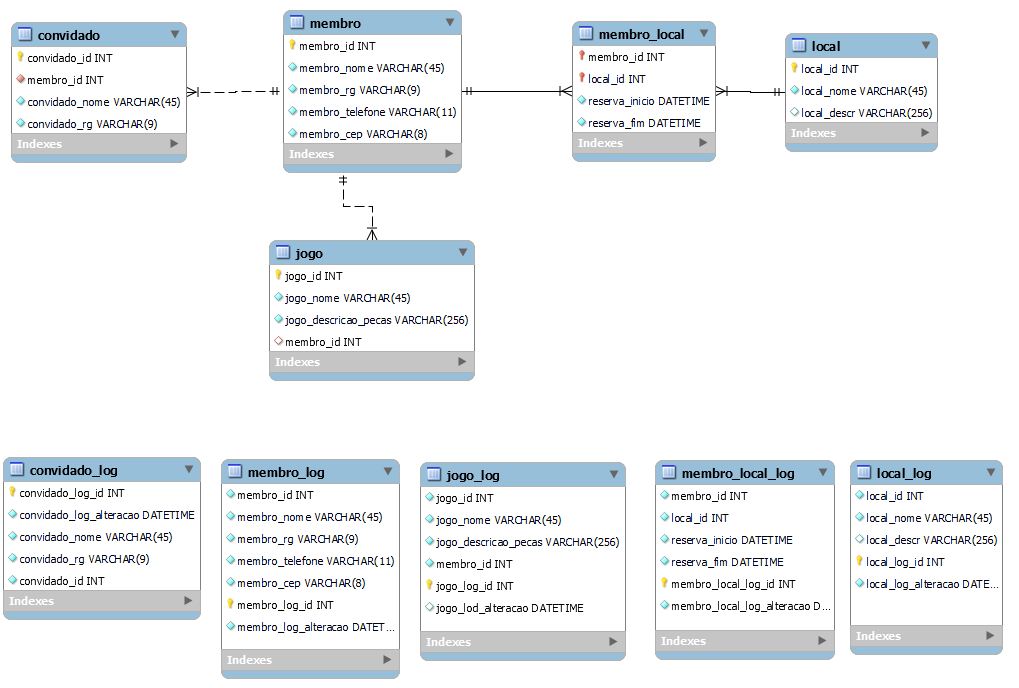 convidado
convidado_id INT
membro_id INT
convidado_nome VARCHAR(45)
convidado_rg VARCHAR(9)
Indexes
membro
membro_id INT
membro_nome VARCHAR(45)
membro_rg VARCHAR(9)
membro_telefone VARCHAR(11)
membro_cep VARCHAR(8)
Indexes
membro_local
membro_id INT
local_id INT
reserva_inicio DATETIME
reserva_fim DATETIME
Indexes
local
local_id INT
local_nome VARCHAR(45)
local_descr VARCHAR(256)
Indexes
jogo
jogo_id INT
jogo_nome VARCHAR(45)
jogo_descricao_pecas VARCHAR(256)
membro_id INT
Indexes
convidado_log
convidado_log_id INT
convidado_log_alteracao DATETIME
convidado_nome VARCHAR(45)
convidado_rg VARCHAR(9)
convidado_id INT
Indexes
membro_log
membro_id INT
membro_nome VARCHAR(45)
membro_rg VARCHAR(9)
membro_telefone VARCHAR(11)
membro_cep VARCHAR(8)
membro_log_id INT
membro_log_alteracao DATET...
Indexes
jogo_log
jogo_id INT
jogo_nome VARCHAR(45)
jogo_descricao_pecas VARCHAR(256)
membro_id INT
jogo_log_id INT
jogo_lod_alteracao DATETIME
Indexes
membro_local_log
membro_id INT
local_id INT
reserva_inicio DATETIME
reserva_fim DATETIME
membro_local_log_id INT
membro_local_log_alteracao D...
Indexes
local_log
local_id INT
local_nome VARCHAR(45)
local_descr VARCHAR(256)
local_log_id INT
local_log_alteracao DATE...
Indexes